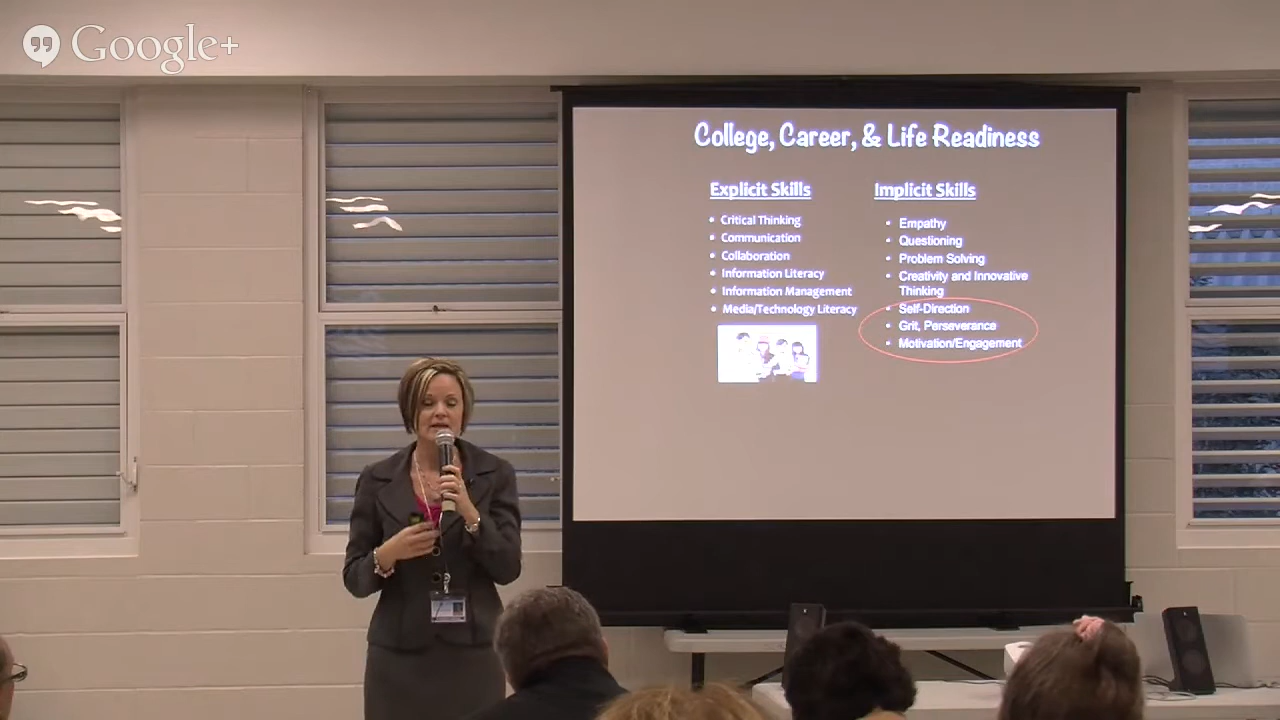 Google+
College, Career, & Life Readiness
Explicit Skills
• Critical Thinking
• Communication
• Collaboration
• Information Literacy
• Information Management
• Media/Technology Literacy
Implicit Skills
• Empathy
• Questioning
• Problem Solving
• Creativity and Innovative
Thinking
• Self-Direction
• Grit, Perseverance
• Motivation/Engagement